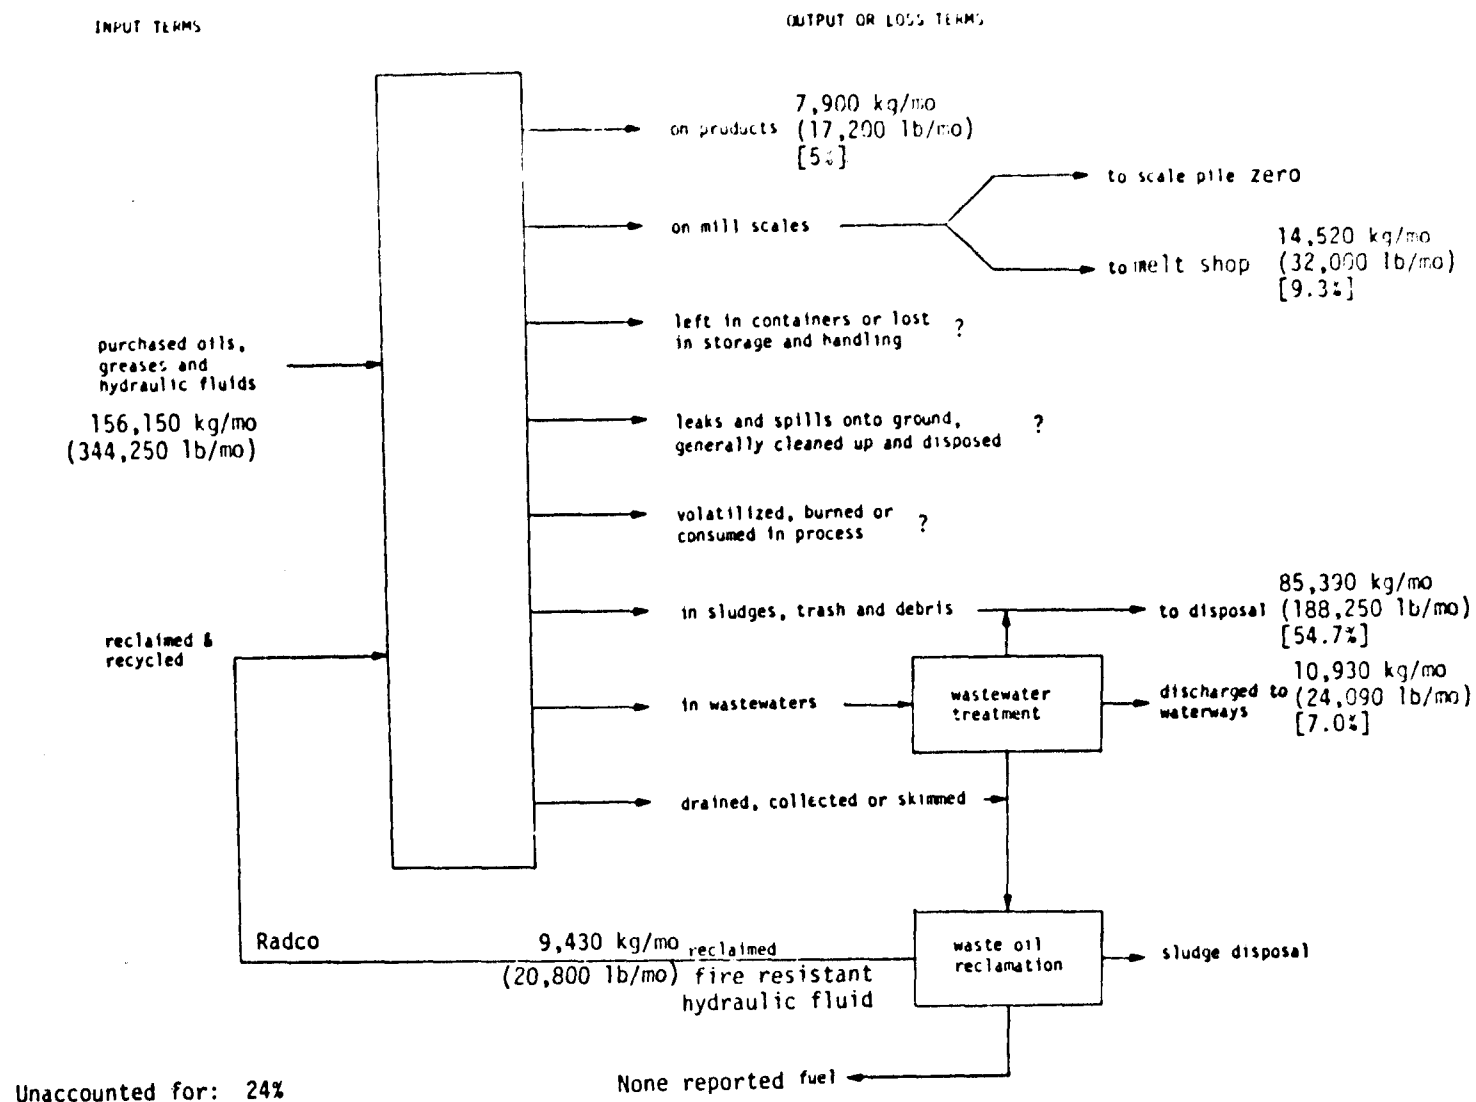 INPUT TERMS
OUTPUT OR LOSS TERMS
on products
7,900 kg/mo
(17,200 lb/mo)
[5%]
on mill scales
to scale pile zero
to melt shop
14,520 kg/mo
(32,000 lb/mo)
[9.3%]
left in containers or lost
in storage and handling
?
purchased oils,
greases and
hydraulic fluids
156,150 kg/mo
(344,250 lb/mo)
leaks and spills onto ground,
generally cleaned up and disposed
?
volatilized, burned or
consumed in process
?
in sludges, trash and debris
to disposal
85,390 kg/mo
(188,250 lb/mo)
[54.7%]
reclaimed &
recycled
in wastewaters
wastewater
treatment
discharged to
waterways
10,930 kg/mo
(24,090 lb/mo)
[7.0%]
drained, collected or skimmed
Radco
9,430 kg/mo reclaimed
(20,800 lb/mo) fire resistant
hydraulic fluid
waste oil
reclamation
sludge disposal
None reported fuel
Unaccounted for: 24%